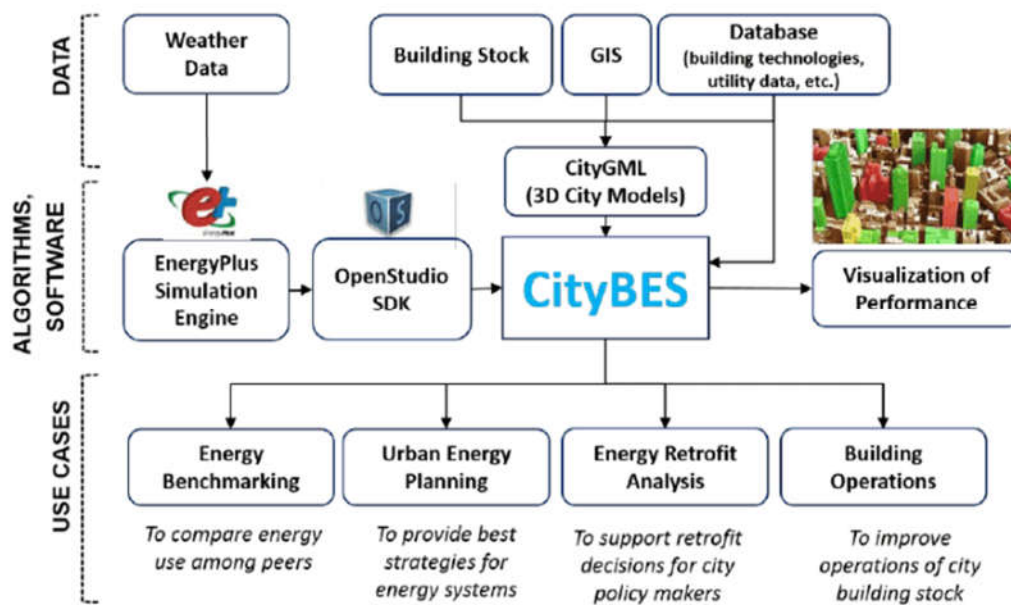 DATA
Weather
Data
Building Stock
GIS
Database
(building technologies,
utility data, etc.)
CityGML
(3D City Models)
ALGORITHMS,
SOFTWARE
e+
OS
EnergyPlus
Simulation
Engine
OpenStudio
SDK
CityBES
Visualization of
Performance
USE CASES
Energy
Benchmarking
Urban Energy
Planning
Energy Retrofit
Analysis
Building
Operations
To compare energy
use among peers
To provide best
strategies for
energy systems
To support retrofit
decisions for city
policy makers
To improve
operations of city
building stock